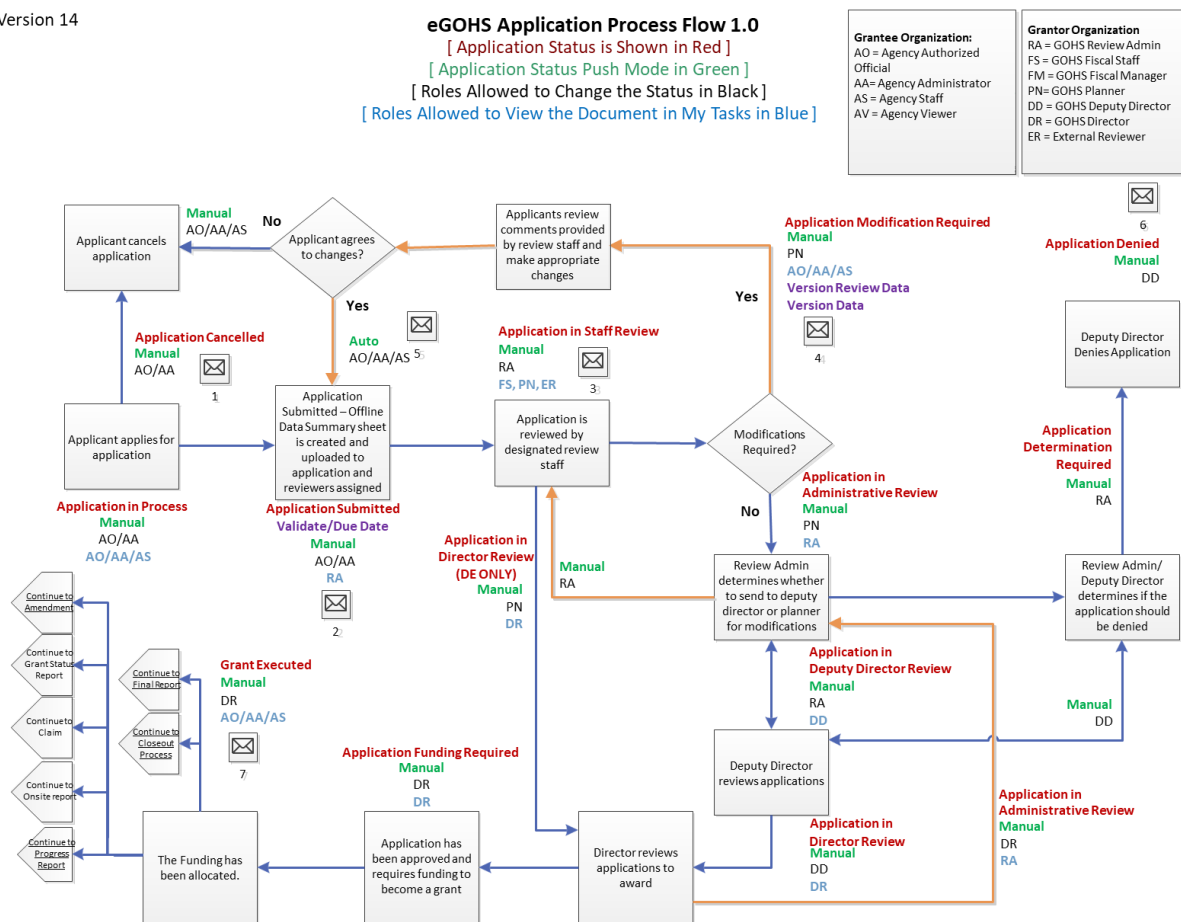 Version 14
eGOHS Application Process Flow 1.0
[ Application Status is Shown in Red ]
[ Application Status Push Mode in Green ]
[ Roles Allowed to Change the Status in Black ]
[ Roles Allowed to View the Document in My Tasks in Blue ]
Grantee Organization:
AO = Agency Authorized
Official
AA= Agency Administrator
AS = Agency Staff
AV = Agency Viewer
Grantor Organization
RA = GOHS Review Admin
FS = GOHS Fiscal Staff
FM = GOHS Fiscal Manager
PN= GOHS Planner
DD = GOHS Deputy Director
DR = GOHS Director
ER = External Reviewer
6
Application Denied
Manual
DD
Applicant cancels
application
Manual
AO/AA/AS
No
Applicant agrees
to changes?
Applicants review
comments provided
by review staff and
make appropriate
changes
Application Modification Required
Manual
PN
AO/AA/AS
Version Review Data
Version Data
4
Yes
Yes
Auto
AO/AA/AS
5
Application Cancelled
Manual
AO/AA
1
Application in Staff Review
Manual
RA
FS, PN, ER
3
Deputy Director
Denies Application
Applicant applies for
application
Application
Submitted – Offline
Data Summary sheet
is created and
uploaded to
application and
reviewers assigned
Application is
reviewed by
designated review
staff
Modifications
Required?
Application
Determination
Required
Manual
RA
Application in Process
Manual
AO/AA
AO/AA/AS
Application Submitted
Validate/Due Date
Manual
AO/AA
RA
2
Application in
Director Review
(DE ONLY)
Manual
PN
DR
Manual
RA
No
Application in
Administrative Review
Manual
PN
RA
Review Admin
determines whether
to send to deputy
director or planner
for modifications
Review Admin/
Deputy Director
determines if the
application should
be denied
Continue to
Amendment
Continue to
Grant Status
Report
Continue to
Claim
Continue to
Onsite report
Continue to
Progress
Report
Continue to
Final Report
Continue to
Closeout
Process
Grant Executed
Manual
DR
AO/AA/AS
7
Application in
Deputy Director Review
Manual
RA
DD
Manual
DD
Deputy Director
reviews applications
Application Funding Required
Manual
DR
DR
Application in
Director Review
Manual
DD
DR
Application in
Administrative Review
Manual
DR
RA
The Funding has
been allocated.
Application has
been approved and
requires funding to
become a grant
Director reviews
applications to
award